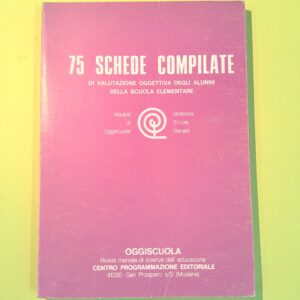 75 SCHEDE COMPILATE
DI VALUTAZIONE OGGETTIVA DEGLI ALUNNI
DELLA SCUOLA ELEMENTARE
équipe
di
Oggiscuola
direttore
Ercole
OGGISCUOLA
Rivista mensile di scienze dell' educazione
CENTRO PROGRAMMAZIONE EDITORIALE
41030 San Prospero s/S (Modena)